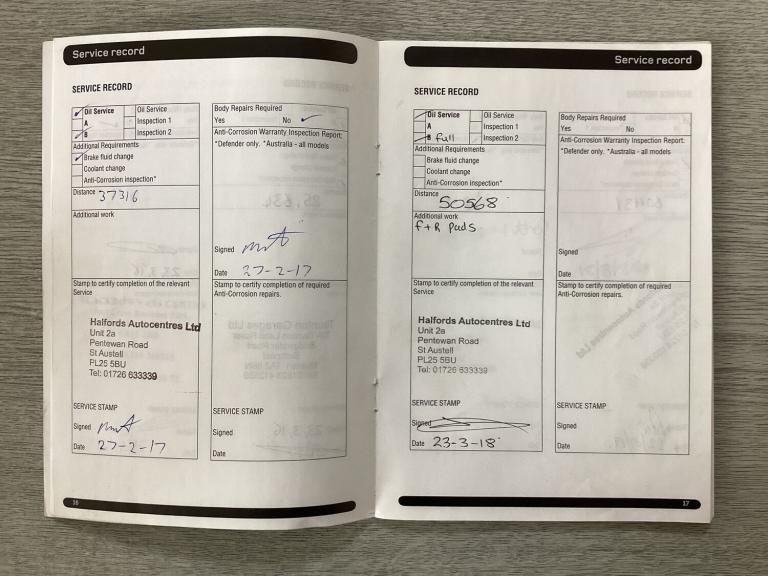 Service record
SERVICE RECORD
Oil Service
Oil Service
A
Inspection 1
B
Inspection 2
Additional Requirements
Brake fluid change
Coolant change
Anti-Corrosion inspection*
Distance 37316
Additional work
Stamp to certify completion of the relevant
Service
Halfords Autocentres Ltd
Unit 2a
Pentewan Road
St Austell
PL25 5BU
Tel: 01726 633339
SERVICE STAMP
Signed
Date 27-2-17
Body Repairs Required
Yes No
Anti-Corrosion Warranty Inspection Report:
*Defender only. *Australia - all models
Signed
Date 27-2-17
Stamp to certify completion of required
Anti-Corrosion repairs.
SERVICE STAMP
Signed
Date
16
Service record
SERVICE RECORD
Oil Service
Oil Service
A
Inspection 1
B full
Inspection 2
Additional Requirements
Brake fluid change
Coolant change
Anti-Corrosion inspection*
Distance 50568
Additional work
f+R Pads
Stamp to certify completion of the relevant
Service
Halfords Autocentres Ltd
Unit 2a
Pentewan Road
St Austell
PL25 5BU
Tel: 01726 633339
SERVICE STAMP
Signed
Date 23-3-18
Body Repairs Required
Yes No
Anti-Corrosion Warranty Inspection Report:
*Defender only. *Australia - all models
Signed
Date
Stamp to certify completion of required
Anti-Corrosion repairs.
SERVICE STAMP
Signed
Date
17